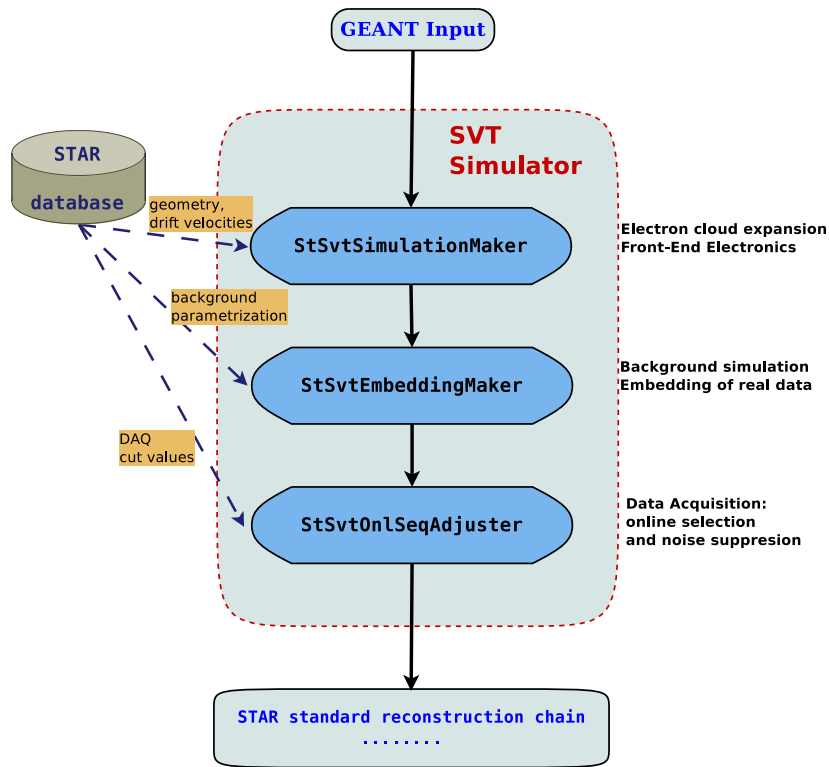 GEANT Input
SVT
Simulator
STAR
database
geometry,
drift velocities
StSvtSimulationMaker
Electron cloud expansion
Front-End Electronics
background
parametrization
StSvtEmbeddingMaker
Background simulation
Embedding of real data
DAQ
cut values
StSvtOnlSeqAdjuster
Data Acquisition:
online selection
and noise suppresion
STAR standard reconstruction chain
........